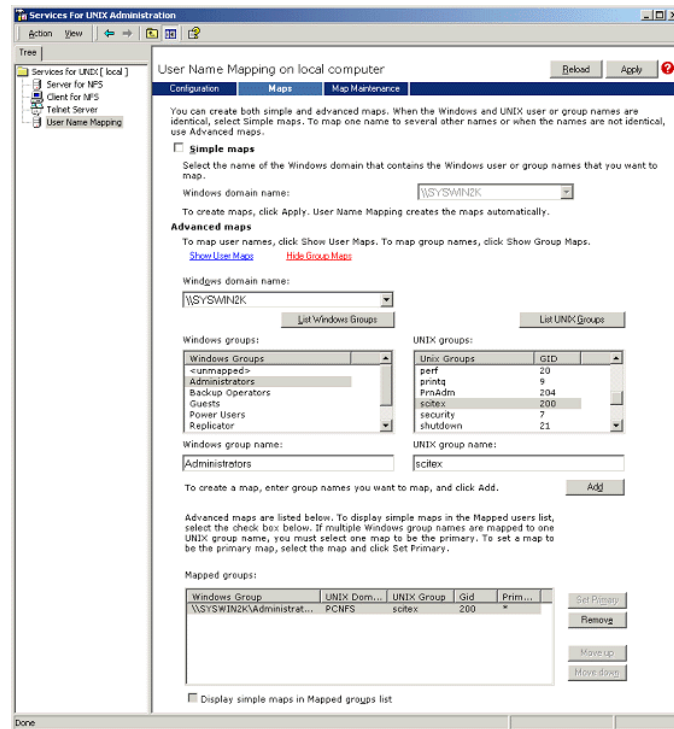 Services For UNIX Administration
Action View
Tree
Services for UNIX [ local ]
Server for NFS
Client for NFS
Telnet Server
User Name Mapping
User Name Mapping on local computer
Reload Apply
Configuration Maps Map Maintenance
You can create both simple and advanced maps. When the Windows and UNIX user or group names are
identical, select Simple maps. To map one name to several other names or when the names are not identical,
use Advanced maps.
Simple maps
Select the name of the Windows domain that contains the Windows user or group names that you want to
map.
Windows domain name: \\SYSWIN2K
To create maps, click Apply. User Name Mapping creates the maps automatically.
Advanced maps
To map user names, click Show User Maps. To map group names, click Show Group Maps.
Show User Maps Hide Group Maps
Windows domain name:
\\SYSWIN2K
List Windows Groups List UNIX Groups
Windows groups: UNIX groups:
Windows Groups Unix Groups GID
<unmapped> perf 20
Administrators printq 9
Backup Operators PrnAdm 204
Guests scitex 200
Power Users security 7
Replicator shutdown 21
Windows group name: UNIX group name:
Administrators scitex
To create a map, enter group names you want to map, and click Add. Add
Advanced maps are listed below. To display simple maps in the Mapped users list,
select the check box below. If multiple Windows group names are mapped to one
UNIX group name, you must select one map to be the primary. To set a map to
be the primary map, select the map and click Set Primary.
Mapped groups:
Windows Group UNIX Dom... UNIX Group Gid Prim...
\\SYSWIN2K\Administrat... PCNFS scitex 200 *
Set Primary
Remove
Move up
Move down
Display simple maps in Mapped groups list
Done